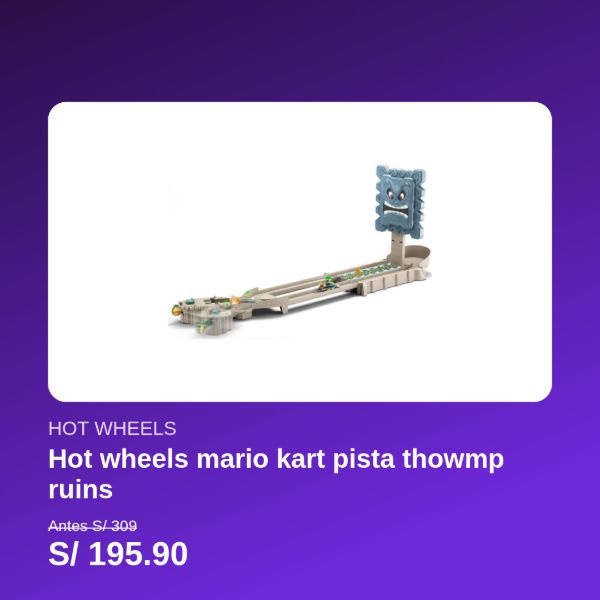 HOT WHEELS
Hot wheels mario kart pista thowmp
ruins
Antes S/ 309
S/ 195.90